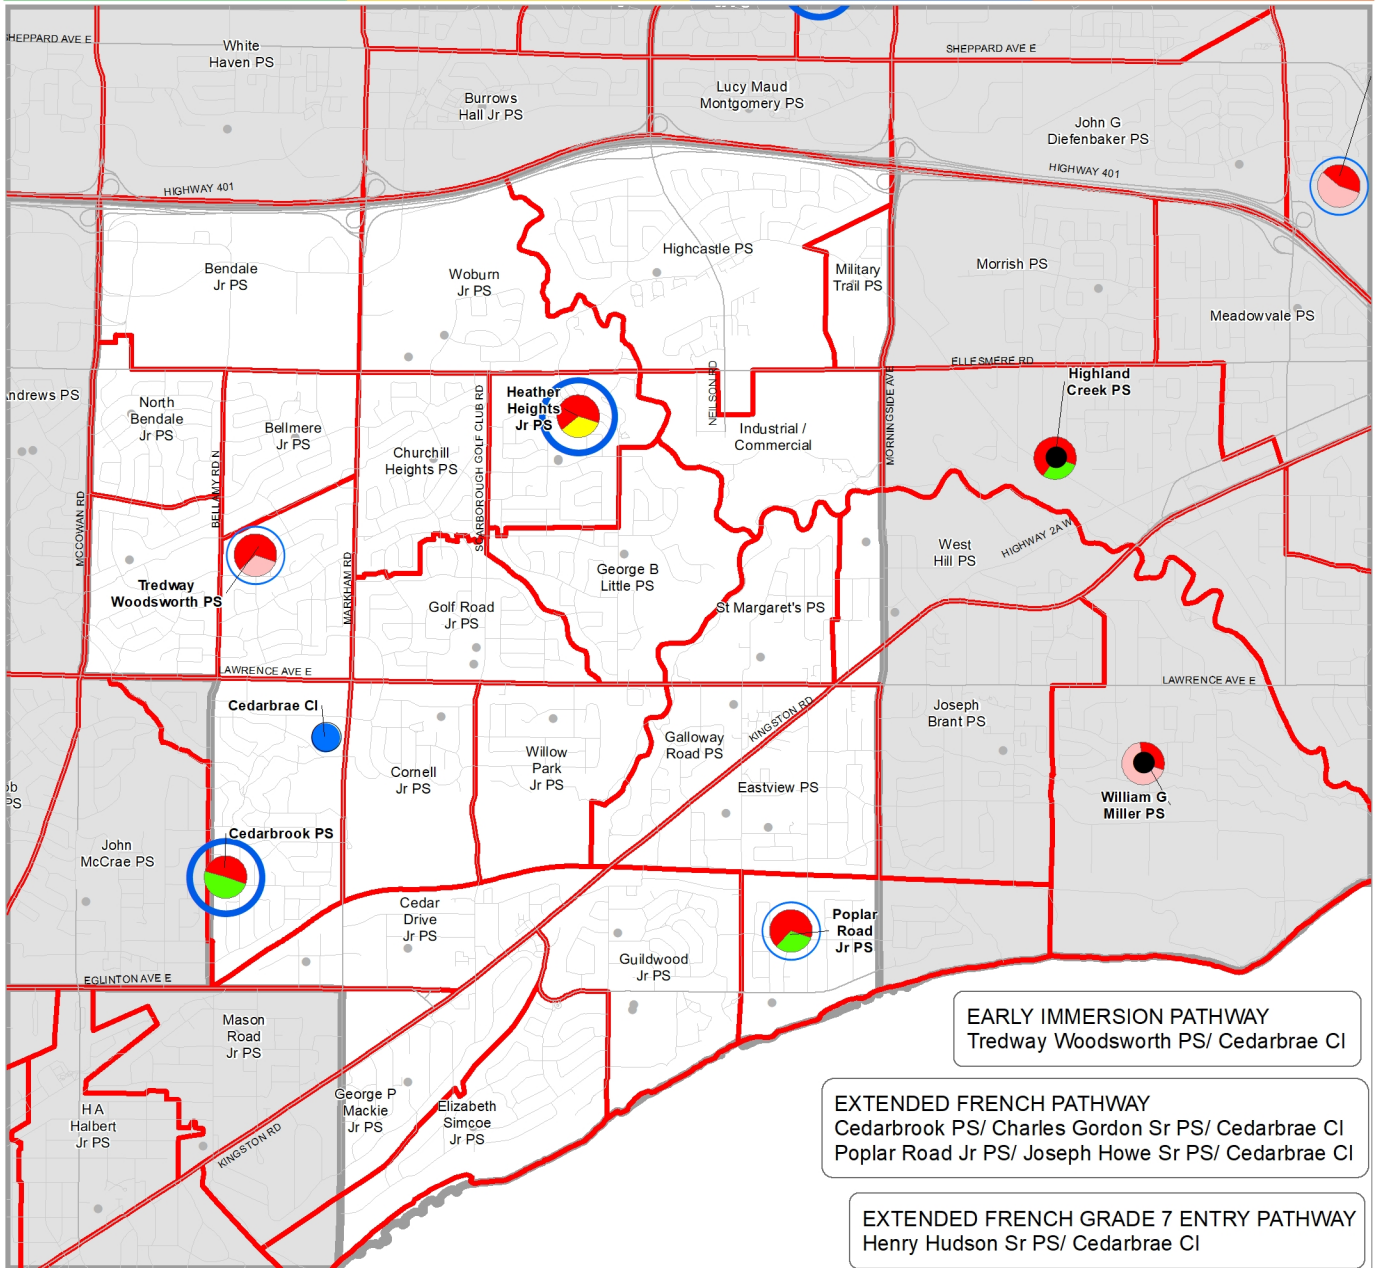 SHEPPARD AVE E
White
Haven PS
SHEPPARD AVE E
Burrows
Hall Jr PS
Lucy Maud
Montgomery PS
John G
Diefenbaker PS
HIGHWAY 401
HIGHWAY 401
Bendale
Jr PS
Woburn
Jr PS
Highcastle PS
Military
Trail PS
Morrish PS
Meadowvale PS
ELLESMERE RD
ndrews PS
North
Bendale
Jr PS
Bellmere
Jr PS
Churchill
Heights PS
SCARBOROUGH GOLF CLUB RD
Heather
Heights
Jr PS
NEILSON RD
Industrial /
Commercial
MORNINGSIDE AVE
Highland
Creek PS
MCCOWAN RD
BELLAMY RD N
MARKHAM RD
Tredway
Woodsworth PS
Golf Road
Jr PS
George B
Little PS
St Margaret's PS
West
Hill PS
HIGHWAY 2A W
LAWRENCE AVE E
LAWRENCE AVE E
Cedarbrae CI
Cornell
Jr PS
Willow
Park
Jr PS
Galloway
Road PS
KINGSTON RD
Eastview PS
Joseph
Brant PS
William G
Miller PS
ob
PS
John
McCrae PS
Cedarbrook PS
Cedar
Drive
Jr PS
Guildwood
Jr PS
Poplar
Road
Jr PS
EGLINTON AVE E
Mason
Road
Jr PS
H A
Halbert
Jr PS
KINGSTON RD
George P
Mackie
Jr PS
Elizabeth
Simcoe
Jr PS
EARLY IMMERSION PATHWAY
Tredway Woodsworth PS/ Cedarbrae CI
EXTENDED FRENCH PATHWAY
Cedarbrook PS/ Charles Gordon Sr PS/ Cedarbrae CI
Poplar Road Jr PS/ Joseph Howe Sr PS/ Cedarbrae CI
EXTENDED FRENCH GRADE 7 ENTRY PATHWAY
Henry Hudson Sr PS/ Cedarbrae CI